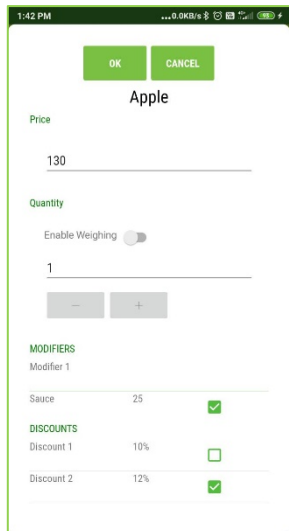 1:42 PM ...0.0KB/s
OK CANCEL
Apple
Price
130
Quantity
Enable Weighing
1
− +
MODIFIERS
Modifier 1
Sauce 25
DISCOUNTS
Discount 1 10%
Discount 2 12%